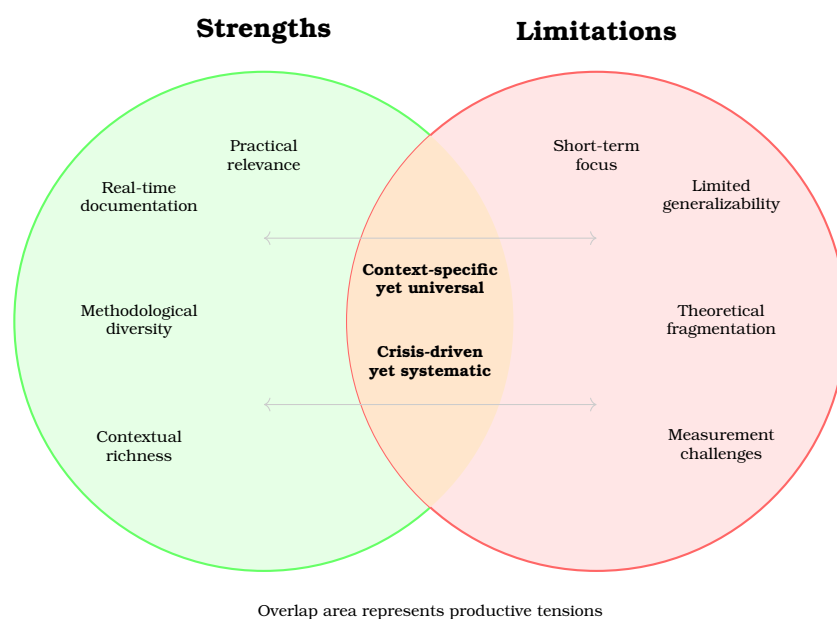 Strengths
Limitations
Practical
relevance
Real-time
documentation
Methodological
diversity
Contextual
richness
Context-specific
yet universal
Crisis-driven
yet systematic
Short-term
focus
Limited
generalizability
Theoretical
fragmentation
Measurement
challenges
Overlap area represents productive tensions